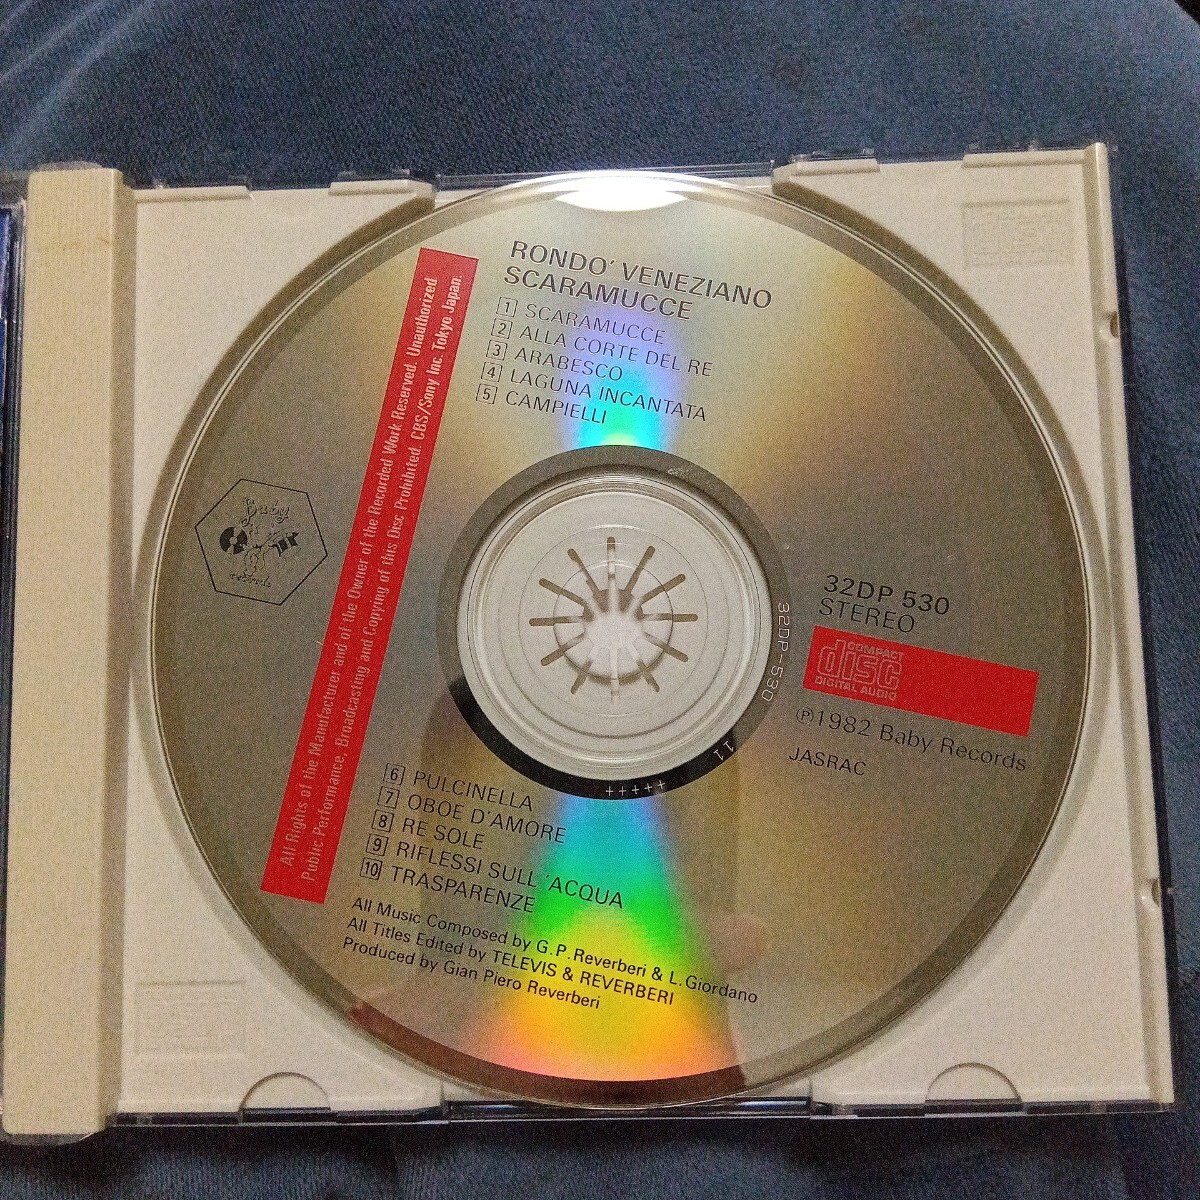 RONDO' VENEZIANO
SCARAMUCCE
1 SCARAMUCCE
2 ALLA CORTE DEL RE
3 ARABESCO
4 LAGUNA INCANTATA
5 CAMPIELLI
All Rights of the Manufacturer and of the Owner of the Recorded Work Reserved. Unauthorized
Public Performance, Broadcasting and Copying of this Disc Prohibited. CBS/Sony Inc. Tokyo Japan.
Baby
records
32DP 530
STEREO
COMPACT
disc
DIGITAL AUDIO
Ⓟ1982 Baby Records
JASRAC
32DP-530
11 +++++
6 PULCINELLA
7 OBOE D'AMORE
8 RE SOLE
9 RIFLESSI SULL 'ACQUA
10 TRASPARENZE
All Music Composed by G. P. Reverberi & L. Giordano
All Titles Edited by TELEVIS & REVERBERI
Produced by Gian Piero Reverberi